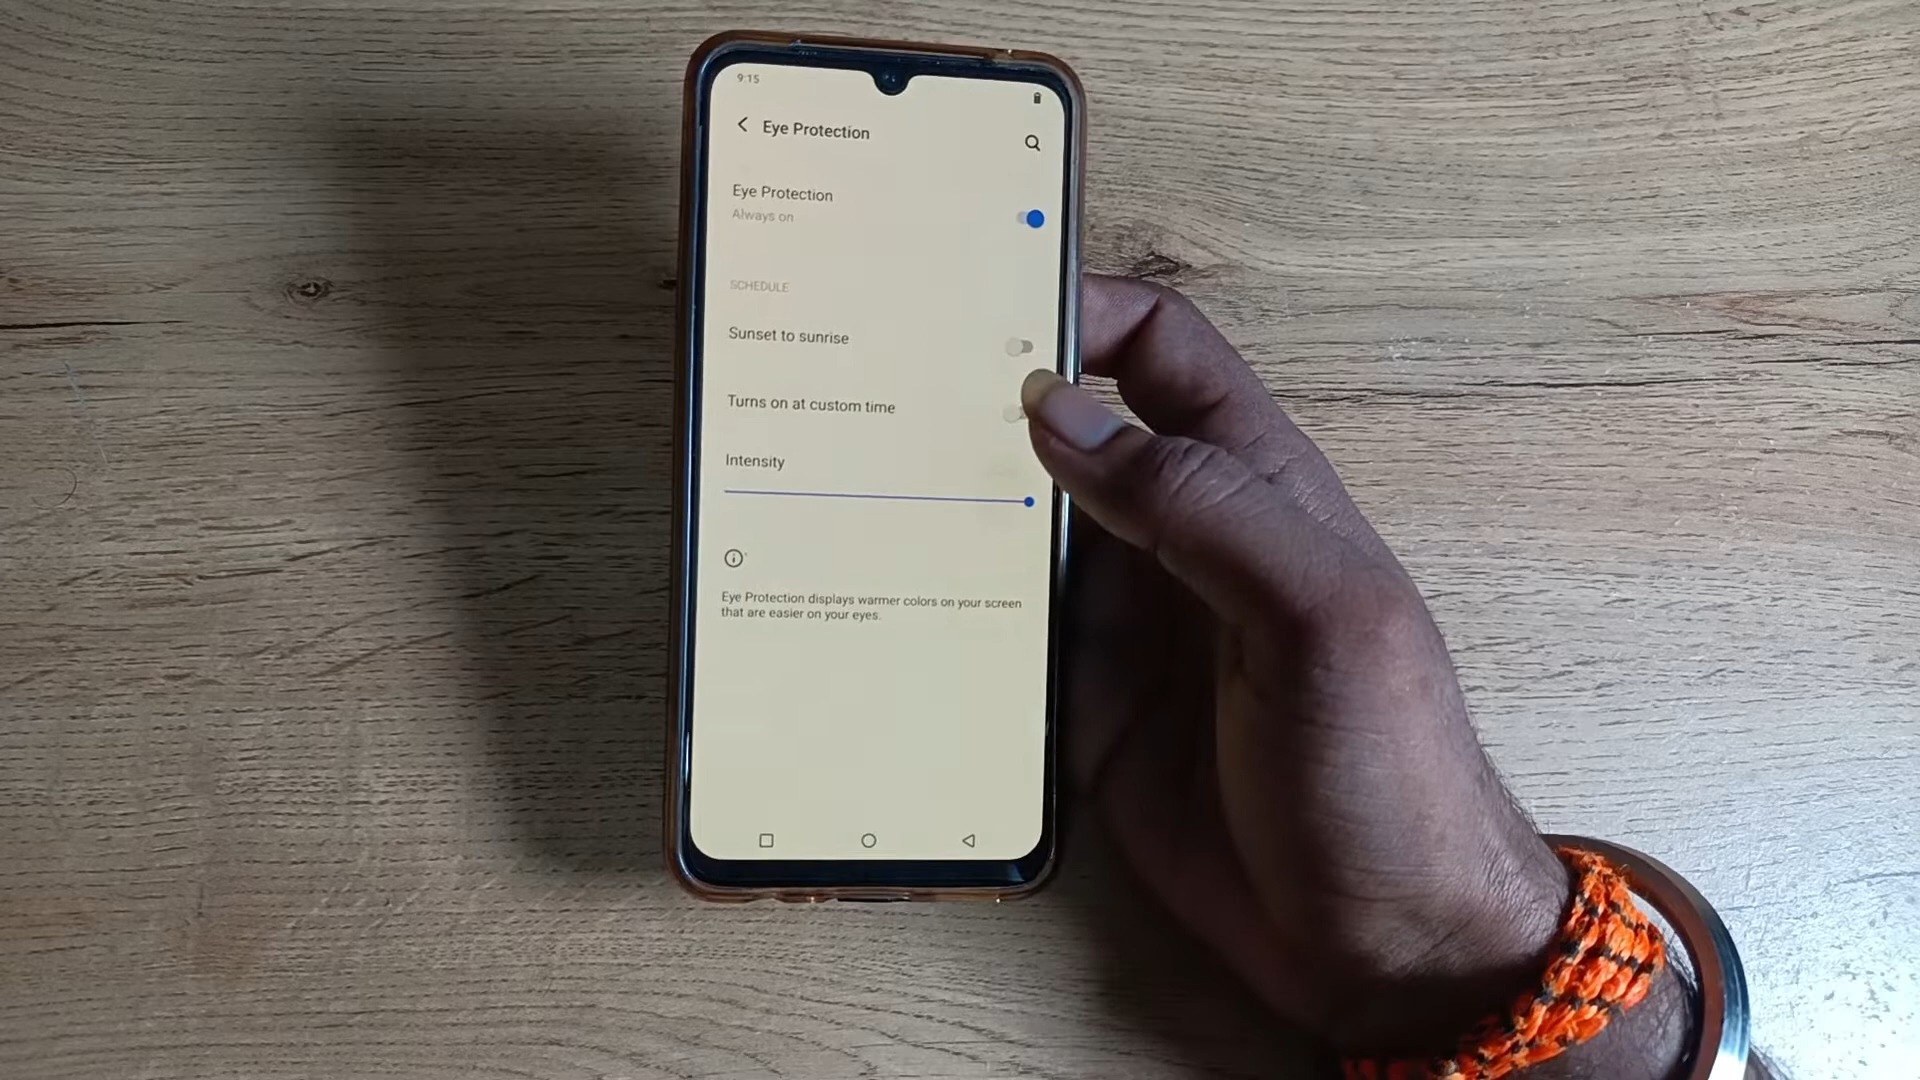 9:15
Eye Protection
Eye Protection
Always on
SCHEDULE
Sunset to sunrise
Turns on at custom time
Intensity
Eye Protection displays warmer colors on your screen
that are easier on your eyes.